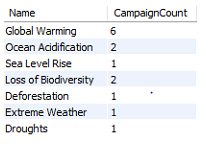 Name CampaignCount
Global Warming 6
Ocean Acidification 2
Sea Level Rise 1
Loss of Biodiversity 2
Deforestation 1
Extreme Weather 1
Droughts 1